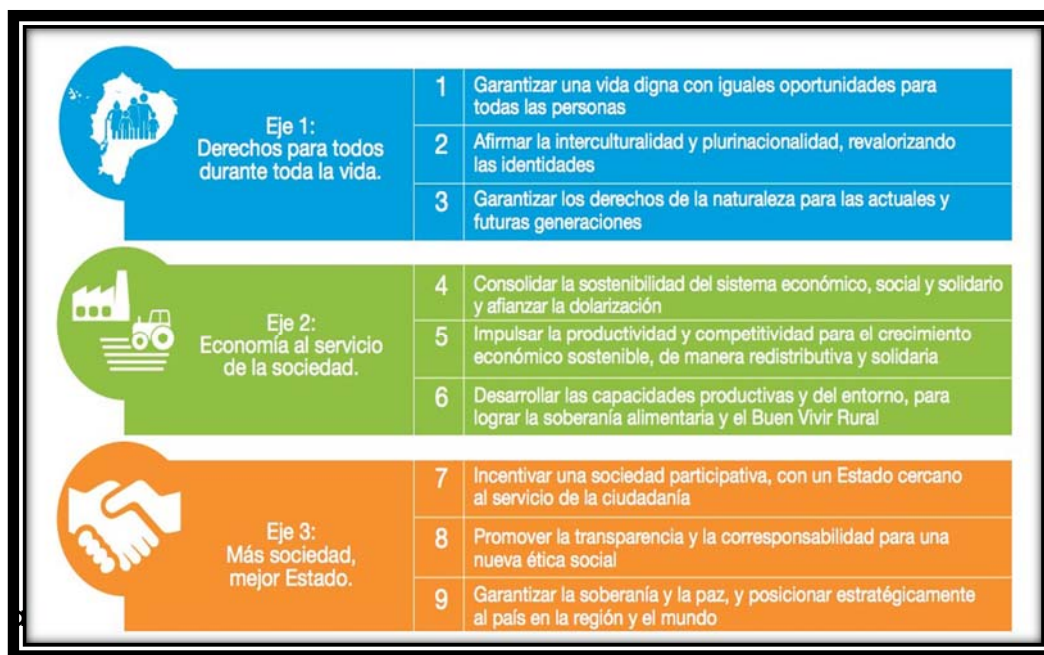 Eje 1:
Derechos para todos
durante toda la vida.
1 Garantizar una vida digna con iguales oportunidades para
todas las personas
2 Afirmar la interculturalidad y plurinacionalidad, revalorizando
las identidades
3 Garantizar los derechos de la naturaleza para las actuales y
futuras generaciones
Eje 2:
Economía al servicio
de la sociedad.
4 Consolidar la sostenibilidad del sistema económico, social y solidario
y afianzar la dolarización
5 Impulsar la productividad y competitividad para el crecimiento
económico sostenible, de manera redistributiva y solidaria
6 Desarrollar las capacidades productivas y del entorno, para
lograr la soberanía alimentaria y el Buen Vivir Rural
Eje 3:
Más sociedad,
mejor Estado.
7 Incentivar una sociedad participativa, con un Estado cercano
al servicio de la ciudadanía
8 Promover la transparencia y la corresponsabilidad para una
nueva ética social
9 Garantizar la soberanía y la paz, y posicionar estratégicamente
al país en la región y el mundo